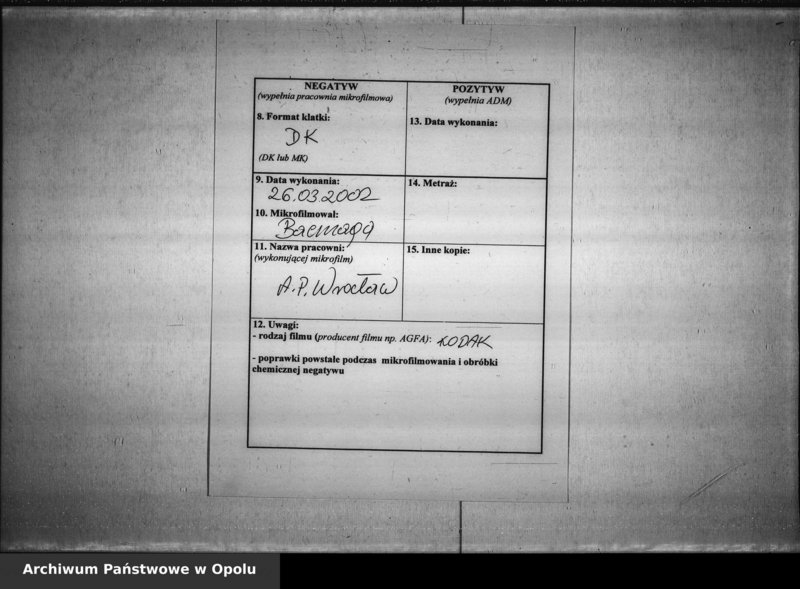 NEGATYW
(wypełnia pracownia mikrofilmowa)
8. Format klatki:
DK
(DK lub MK)
9. Data wykonania:
26.03.2002
10. Mikrofilmował:
Bacmaga
11. Nazwa pracowni:
(wykonującej mikrofilm)
A.P. Wrocław
POZYTYW
(wypełnia ADM)
13. Data wykonania:
14. Metraż:
15. Inne kopie:
12. Uwagi:
- rodzaj filmu (producent filmu np. AGFA): KODAK
- poprawki powstałe podczas mikrofilmowania i obróbki
chemicznej negatywu
Archiwum Państwowe w Opolu